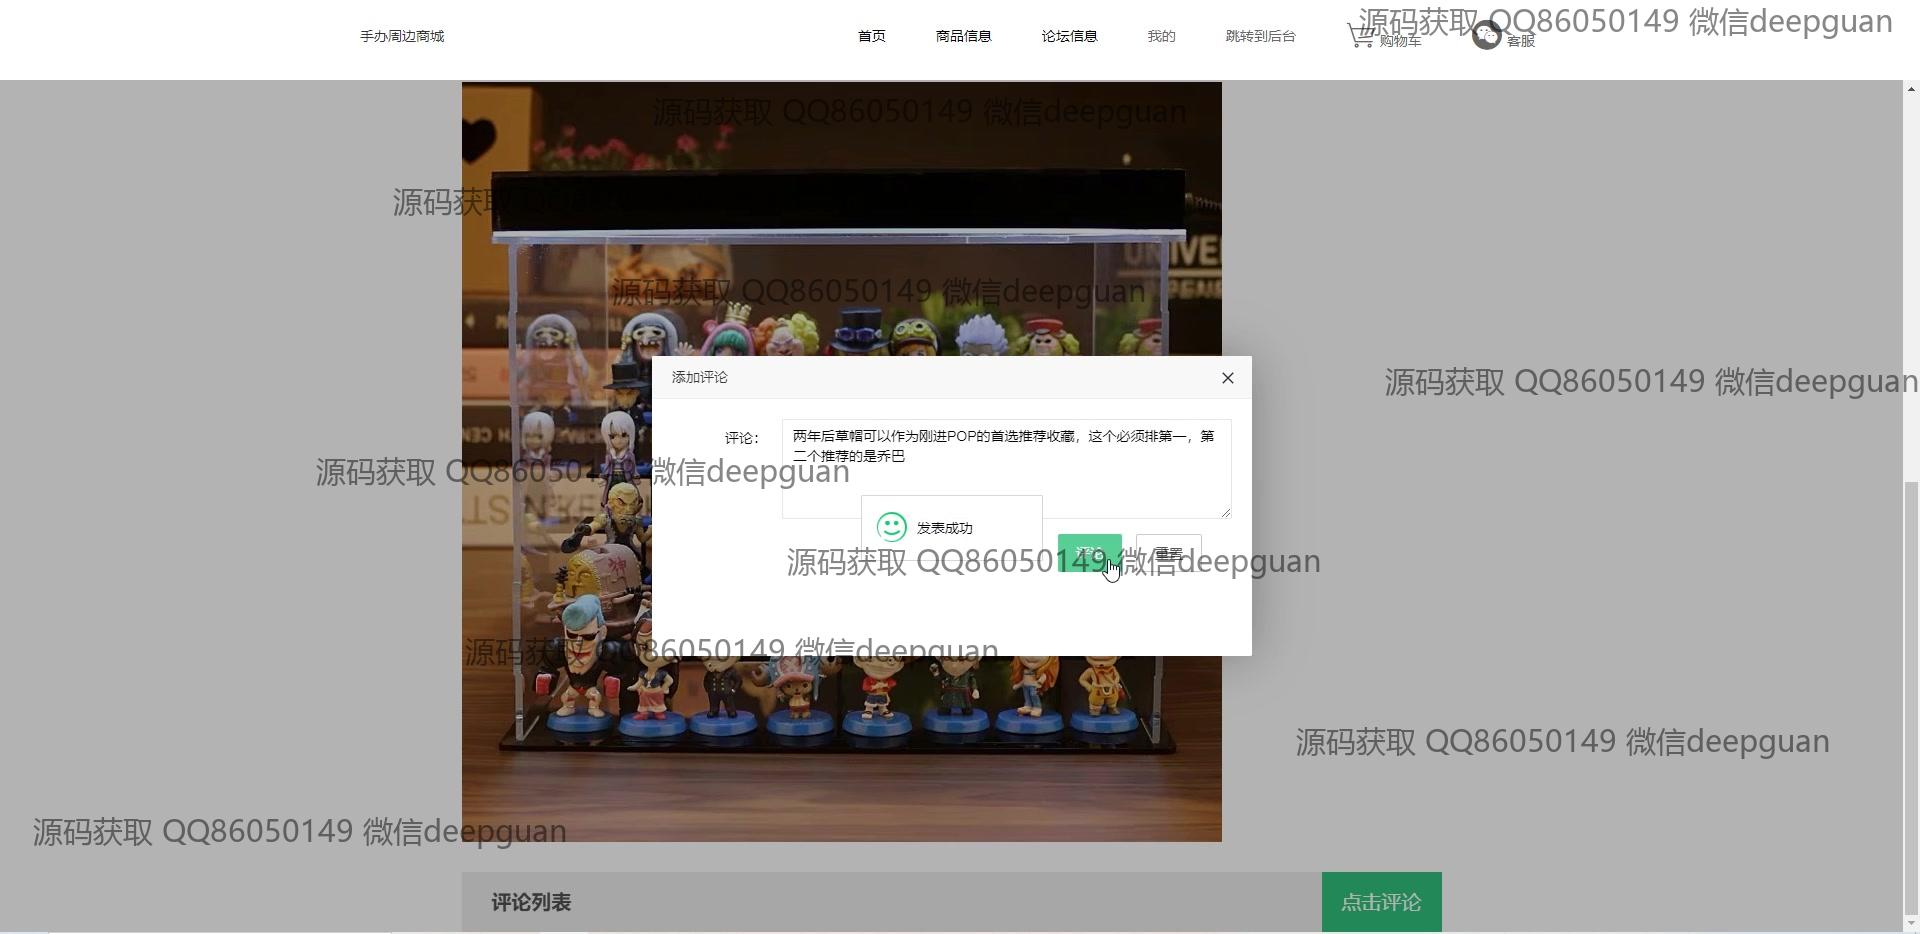 手办周边商城
首页
商品信息
论坛信息
我的
跳转到后台
购物车
客服
源码获取 QQ86050149 微信deepguan
源码获取 QQ86050149 微信deepguan
源码获取
UNIVE
源码获取 QQ86050149 微信deepguan
添加评论
源码获取 QQ86050149 微信deepguan
评论：
两年后草帽可以作为刚进POP的首选推荐收藏，这个必须排第一，第
二个推荐的是乔巴
源码获取 QQ86050149 微信deepguan
发表成功
评论
重置
源码获取 QQ86050149 微信deepguan
神
源码获取 QQ86050149 微信deepguan
源码获取 QQ86050149 微信deepguan
源码获取 QQ86050149 微信deepguan
评论列表
点击评论